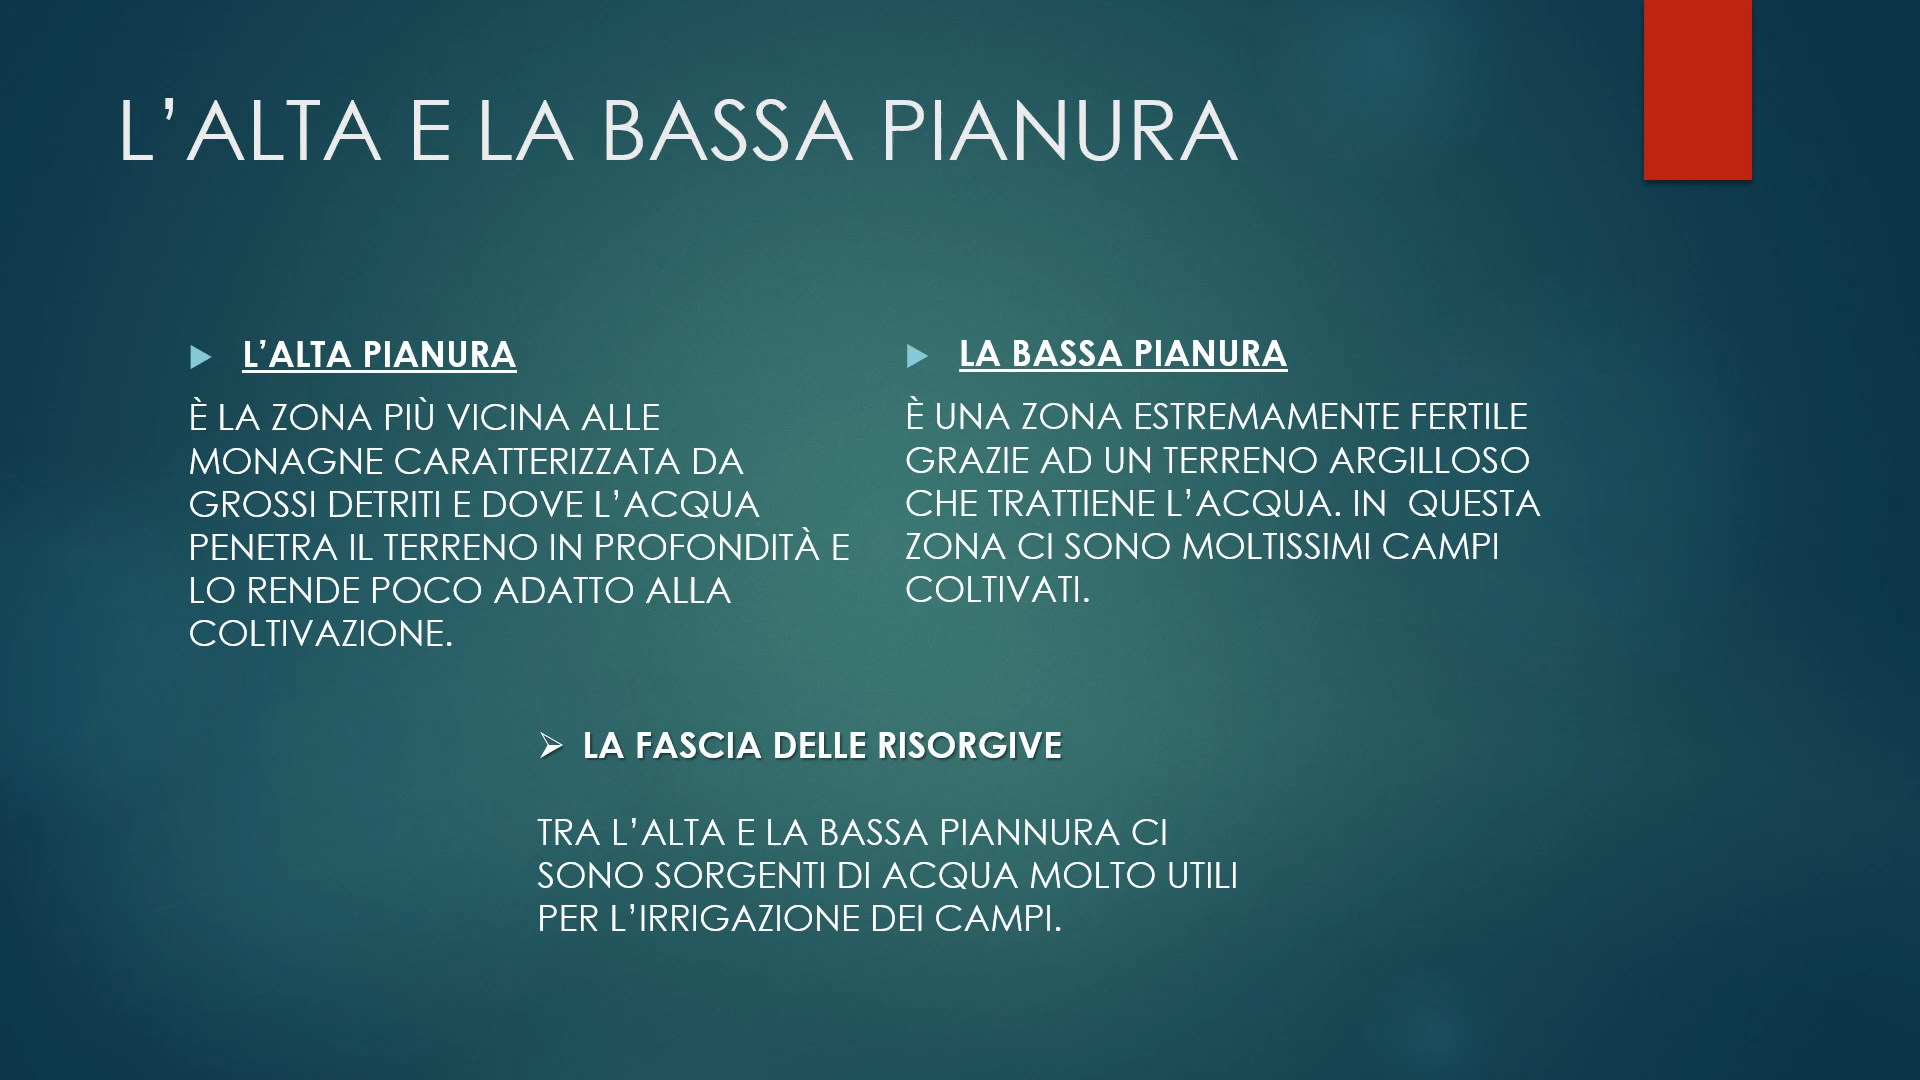 L’ALTA E LA BASSA PIANURA
L’ALTA PIANURA
È LA ZONA PIÙ VICINA ALLE
MONAGNE CARATTERIZZATA DA
GROSSI DETRITI E DOVE L’ACQUA
PENETRA IL TERRENO IN PROFONDITÀ E
LO RENDE POCO ADATTO ALLA
COLTIVAZIONE.
LA BASSA PIANURA
È UNA ZONA ESTREMAMENTE FERTILE
GRAZIE AD UN TERRENO ARGILLOSO
CHE TRATTIENE L’ACQUA. IN  QUESTA
ZONA CI SONO MOLTISSIMI CAMPI
COLTIVATI.
LA FASCIA DELLE RISORGIVE
TRA L’ALTA E LA BASSA PIANNURA CI
SONO SORGENTI DI ACQUA MOLTO UTILI
PER L’IRRIGAZIONE DEI CAMPI.